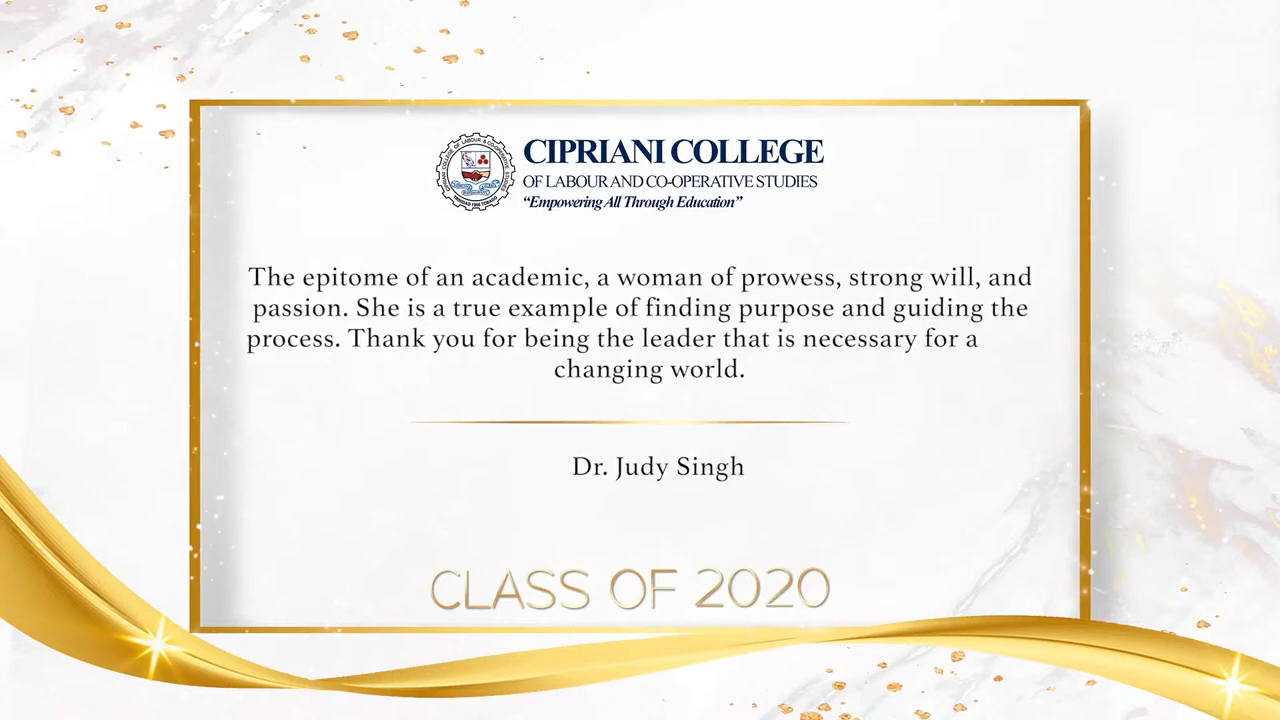 CIPRIANI COLLEGE
OF LABOUR AND CO-OPERATIVE STUDIES
“Empowering All Through Education”
The epitome of an academic, a woman of prowess, strong will, and
passion. She is a true example of finding purpose and guiding the
process. Thank you for being the leader that is necessary for a
changing world.
Dr. Judy Singh
CLASS OF 2020